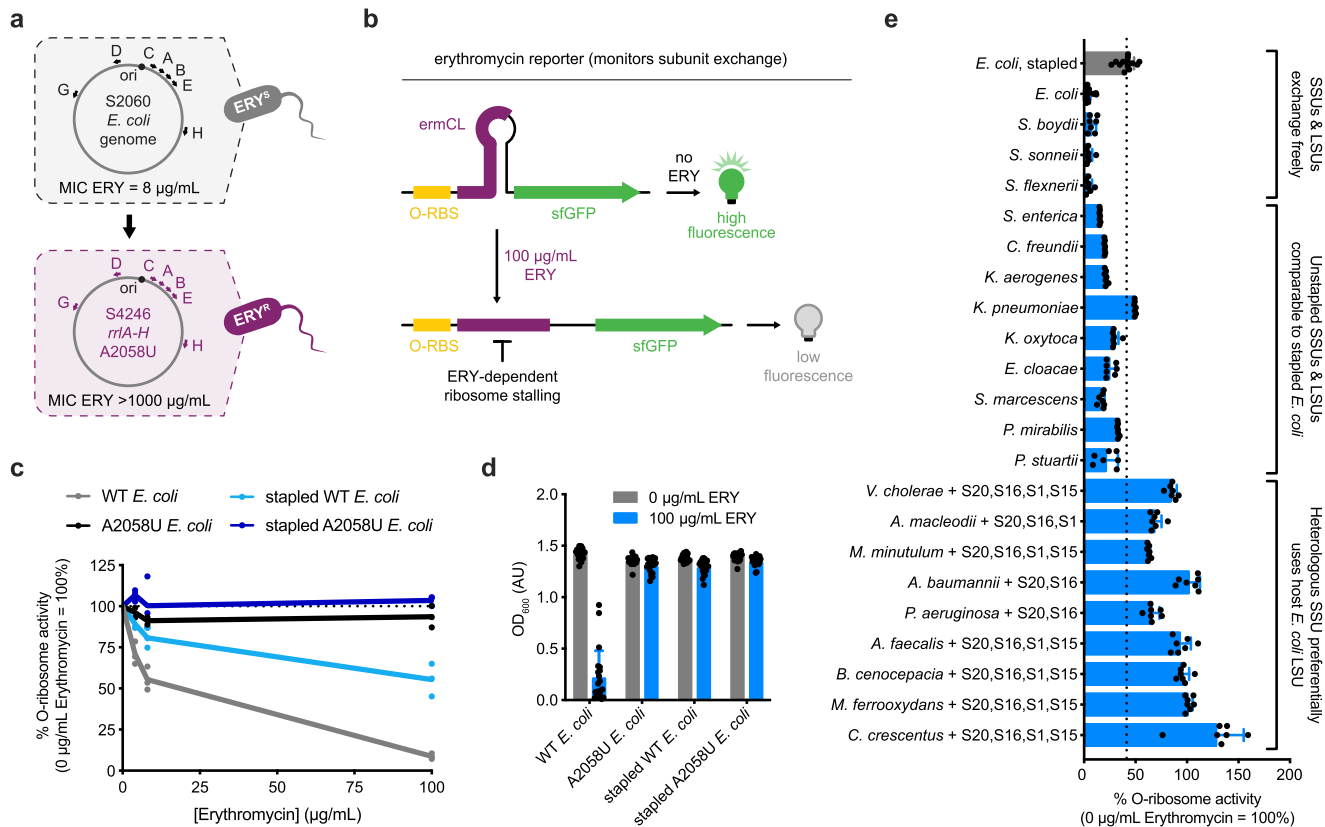 a
D
C
A
B
E
ori
G
H
S2060
E. coli
genome
MIC ERY = 8 µg/mL
ERYS
D
C
A
B
E
ori
G
H
S4246
rrlA-H
A2058U
MIC ERY >1000 µg/mL
ERYR
b
erythromycin reporter (monitors subunit exchange)
ermCL
O-RBS
sfGFP
no
ERY
high
fluorescence
100 µg/mL
ERY
O-RBS
sfGFP
low
fluorescence
ERY-dependent
ribosome stalling
c
WT E. coli
stapled WT E. coli
A2058U E. coli
stapled A2058U E. coli
% O-ribosome activity
(0 µg/mL Erythromycin = 100%)
125
100
75
50
25
0
0
25
50
75
100
[Erythromycin] (µg/mL)
d
0 µg/mL ERY
100 µg/mL ERY
OD600 (AU)
2.0
1.5
1.0
0.5
0.0
WT E. coli
A2058U E. coli
stapled WT E. coli
stapled A2058U E. coli
e
E. coli, stapled
E. coli
S. boydii
S. sonneii
S. flexnerii
S. enterica
C. freundii
K. aerogenes
K. pneumoniae
K. oxytoca
E. cloacae
S. marcescens
P. mirabilis
P. stuartii
V. cholerae + S20,S16,S1,S15
A. macleodii + S20,S16,S1
M. minutulum + S20,S16,S1,S15
A. baumannii + S20,S16
P. aeruginosa + S20,S16
A. faecalis + S20,S16,S1,S15
B. cenocepacia + S20,S16,S1,S15
M. ferrooxydans + S20,S16,S1,S15
C. crescentus + S20,S16,S1,S15
SSUs & LSUs
exchange freely
Unstapled SSUs & LSUs
comparable to stapled E. coli
Heterologous SSU preferentially
uses host E. coli LSU
0
50
100
150
200
% O-ribosome activity
(0 µg/mL Erythromycin = 100%)